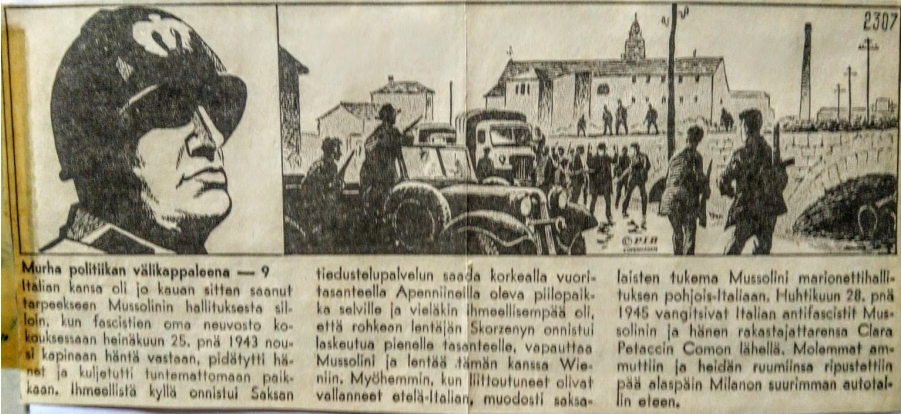 2307
© PIB
Murha politiikan välikappaleena — 9
Italian kansa oli jo kauan sitten saanut
tarpeekseen Mussolinin hallituksesta sil-
loin, kun fascistien oma neuvosto ko-
kouksessaan heinäkuun 25. pnä 1943 nou-
si kapinaan häntä vastaan, pidätytti hä-
net ja kuljetutti tuntemattomaan paik-
kaan. Ihmeellistä kyllä onnistui Saksan
tiedustelupalvelun saada korkealla vuori-
tasanteella Apenniineilla oleva piilopaik-
ka selville ja vieläkin ihmeellisempää oli,
että rohkean lentäjän Skorzenyn onnistui
laskeutua pienelle tasanteelle, vapauttaa
Mussolini ja lentää tämän kanssa Wie-
niin. Myöhemmin, kun liittoutuneet olivat
vallanneet etelä-Italian, muodosti saksa-
laisten tukema Mussolini marionettihalli-
tuksen pohjois-Italiaan. Huhtikuun 28. pnä
1945 vangitsivat Italian antifascistit Mus-
solinin ja hänen rakastajattarensa Clara
Petaccin Comon lähellä. Molemmat am-
muttiin ja heidän ruumiinsa ripustettiin
pää alaspäin Milanon suurimman autotal-
lin eteen.